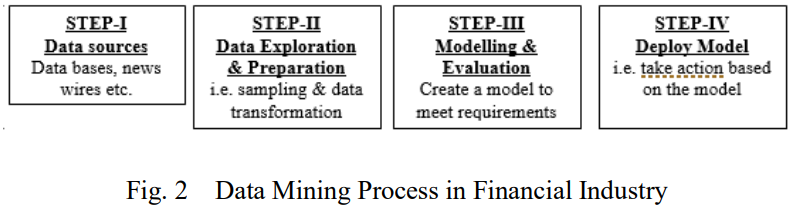 STEP-I
Data sources
Data bases, news
wires etc.
STEP-II
Data Exploration
& Preparation
i.e. sampling & data
transformation
STEP-III
Modelling &
Evaluation
Create a model to
meet requirements
STEP-IV
Deploy Model
i.e. take action based
on the model
Fig. 2 Data Mining Process in Financial Industry